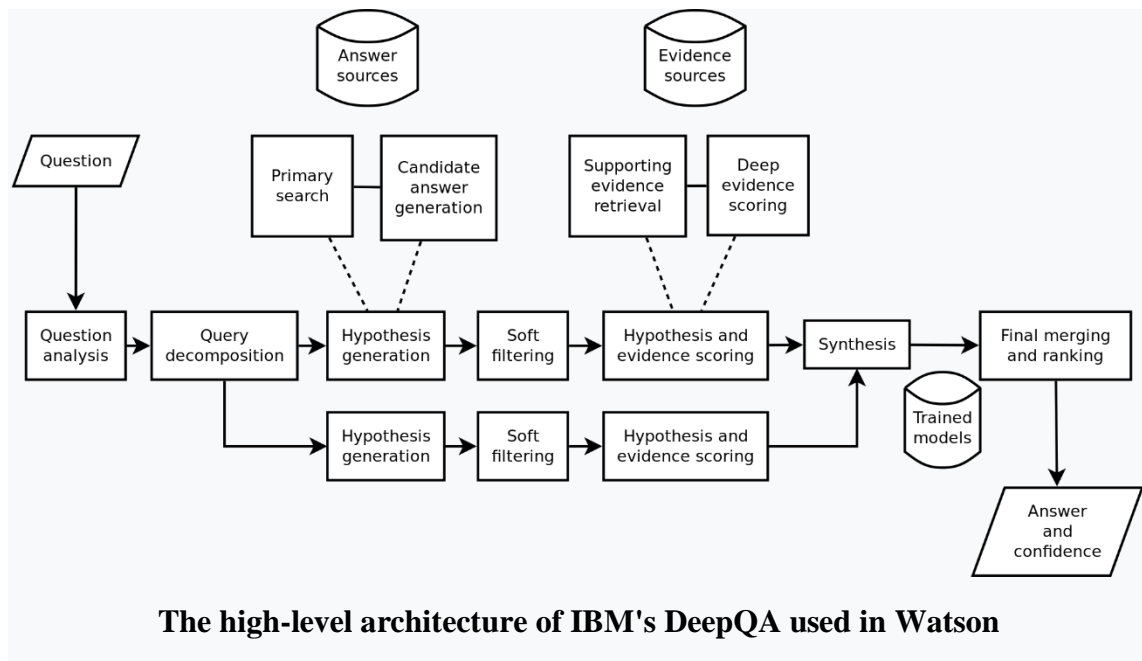 Answer
sources
Evidence
sources
Question
Primary
search
Candidate
answer
generation
Supporting
evidence
retrieval
Deep
evidence
scoring
Question
analysis
Query
decomposition
Hypothesis
generation
Soft
filtering
Hypothesis and
evidence scoring
Synthesis
Final merging
and ranking
Hypothesis
generation
Soft
filtering
Hypothesis and
evidence scoring
Trained
models
Answer
and
confidence
The high-level architecture of IBM's DeepQA used in Watson